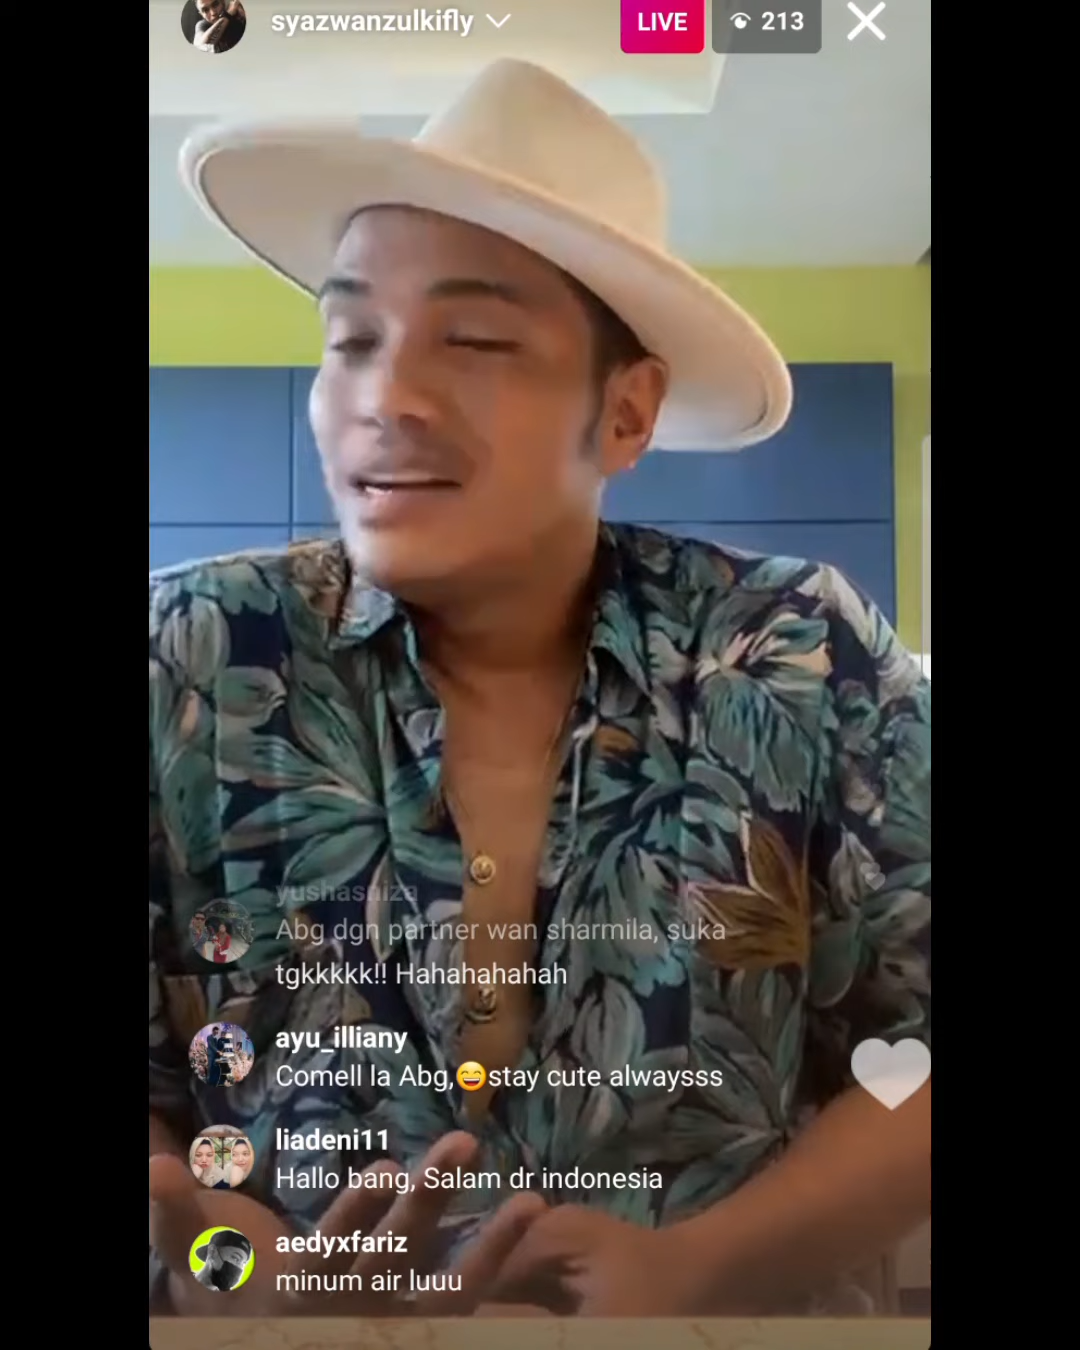 syazwanzulkifly
LIVE
213
yushasniza
Abg dgn partner wan sharmila, suka
tgkkkkk!! Hahahahahah
ayu_illiany
Comell la Abg,😄stay cute alwaysss
liadeni11
Hallo bang, Salam dr indonesia
aedyxfariz
minum air luuu